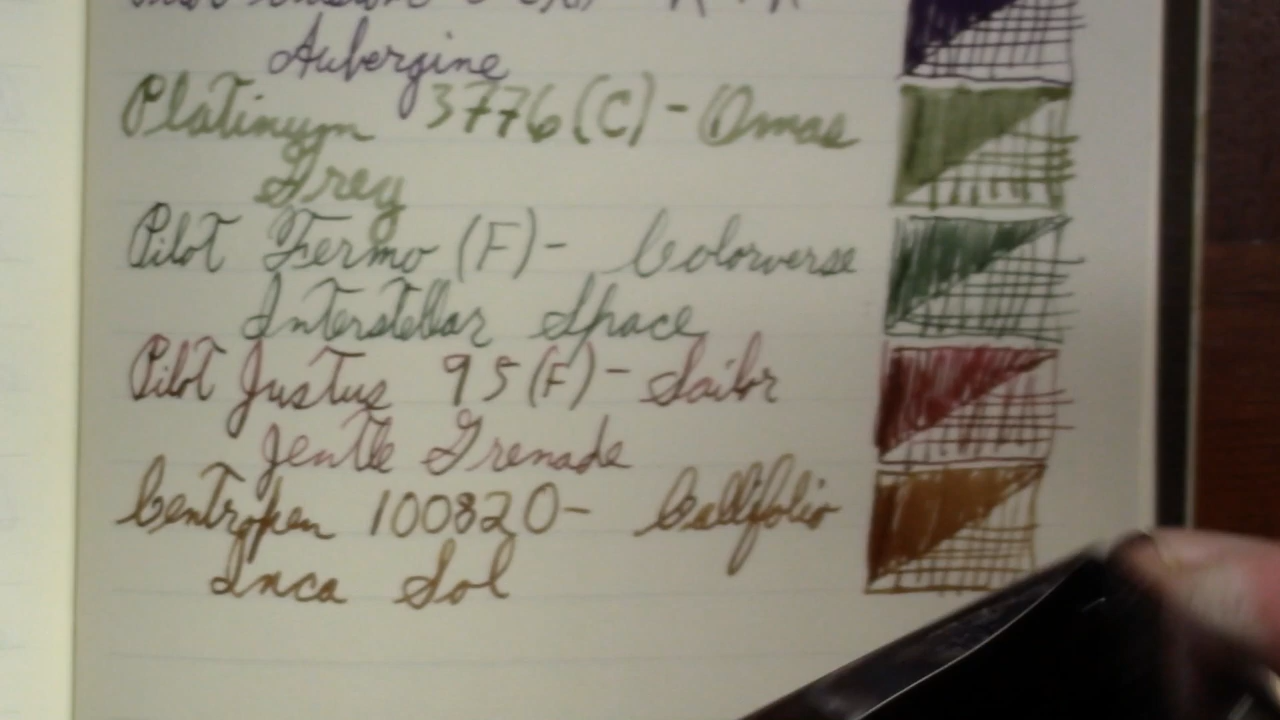 Aubergine
Platinum 3776 (C) - Omas
Grey
Pilot Fermo (F) - Colorverse
Interstellar Space
Pilot Justus 95 (F) - Sailor
Jentle Grenade
Centropen 100820 - Callifolio
Inca Sol